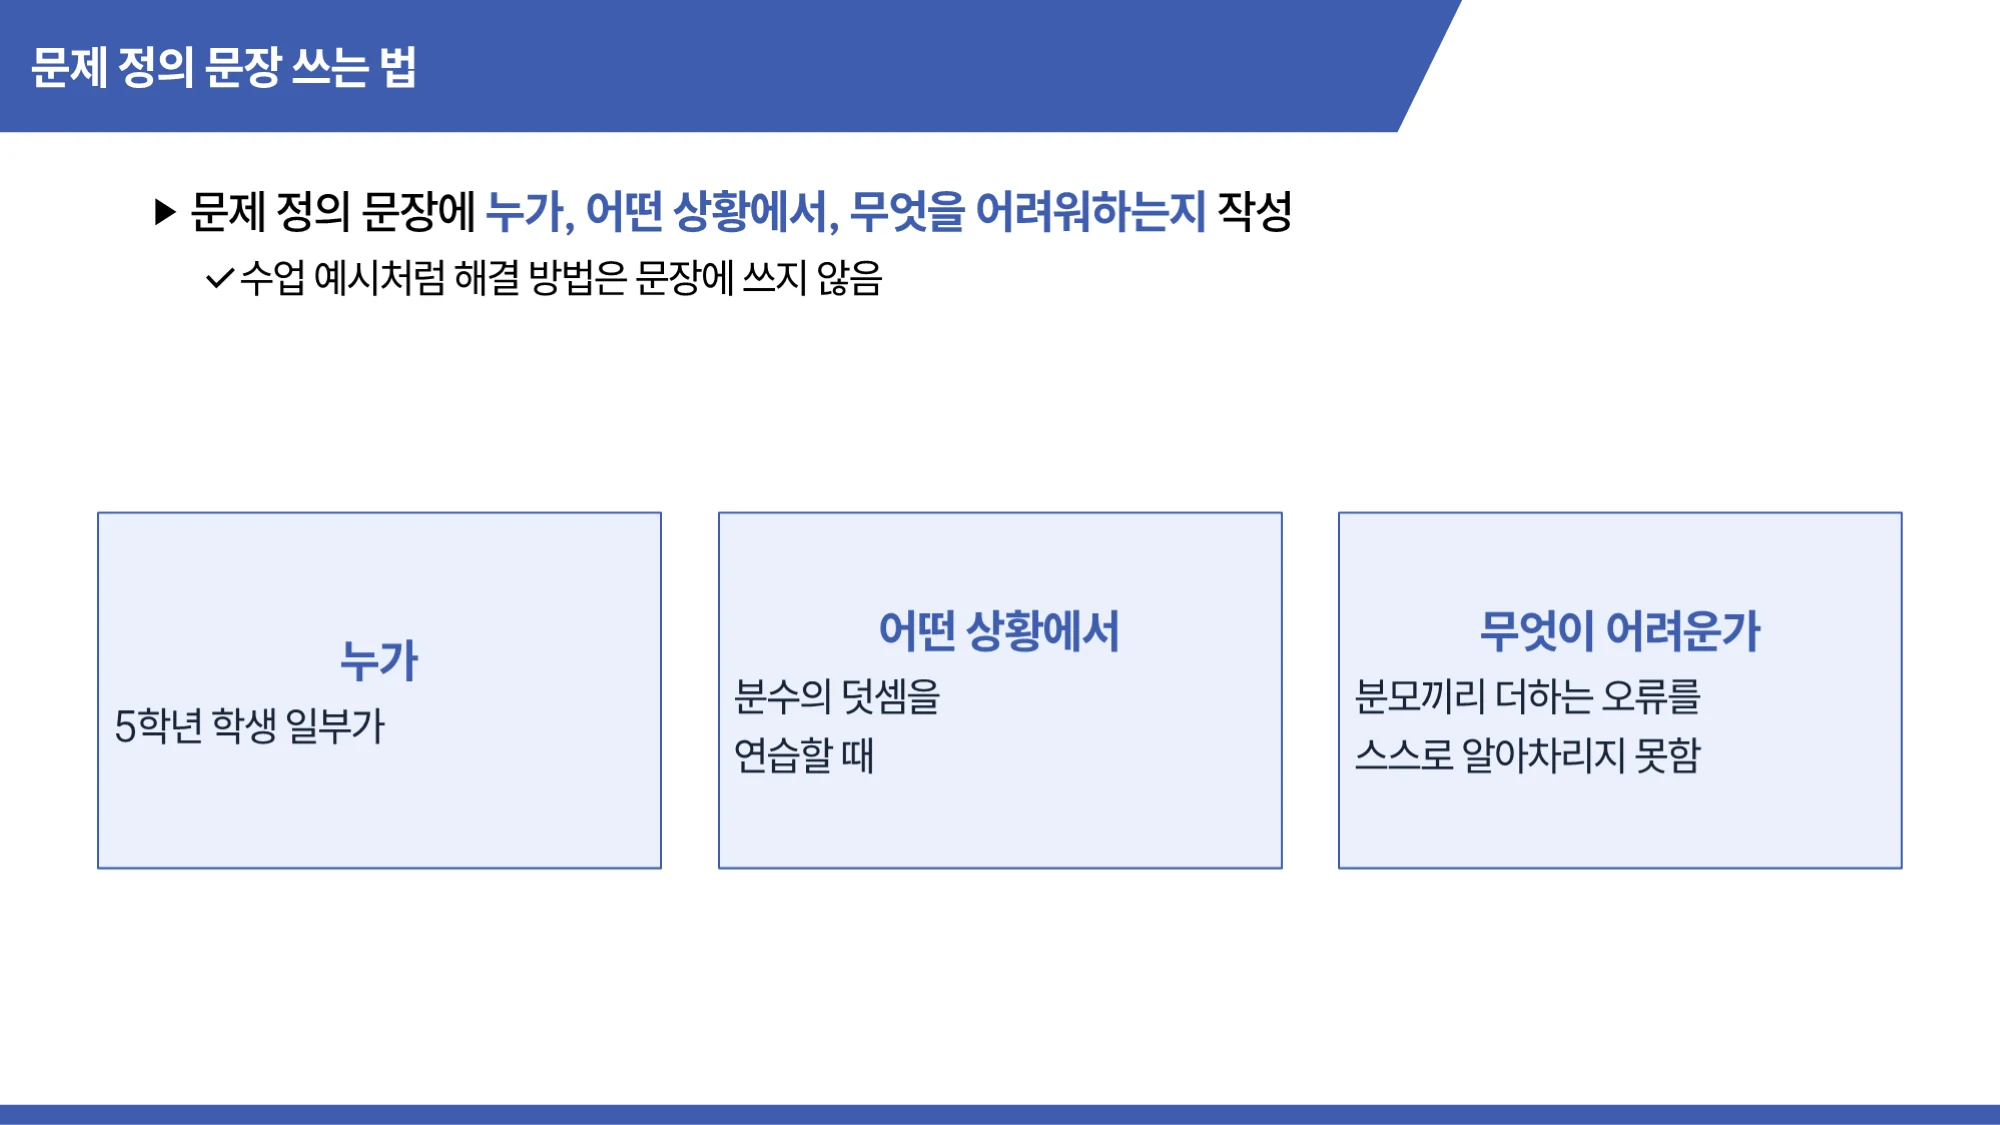 문제 정의 문장 쓰는 법
▶ 문제 정의 문장에 누가, 어떤 상황에서, 무엇을 어려워하는지 작성
✓ 수업 예시처럼 해결 방법은 문장에 쓰지 않음
누가
5학년 학생 일부가
어떤 상황에서
분수의 덧셈을
연습할 때
무엇이 어려운가
분모끼리 더하는 오류를
스스로 알아차리지 못함